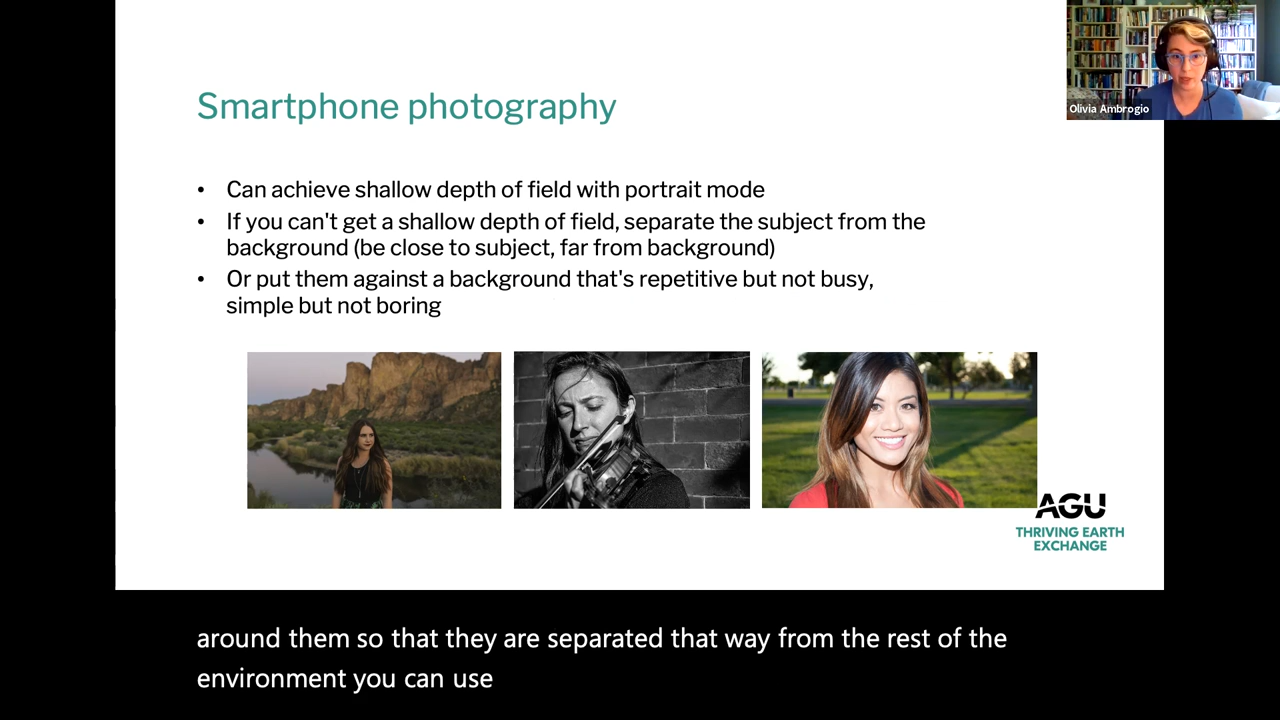 Olivia Ambrogio
Smartphone photography
• Can achieve shallow depth of field with portrait mode
• If you can't get a shallow depth of field, separate the subject from the
background (be close to subject, far from background)
• Or put them against a background that's repetitive but not busy,
simple but not boring
AGU
THRIVING EARTH
EXCHANGE
around them so that they are separated that way from the rest of the
environment you can use